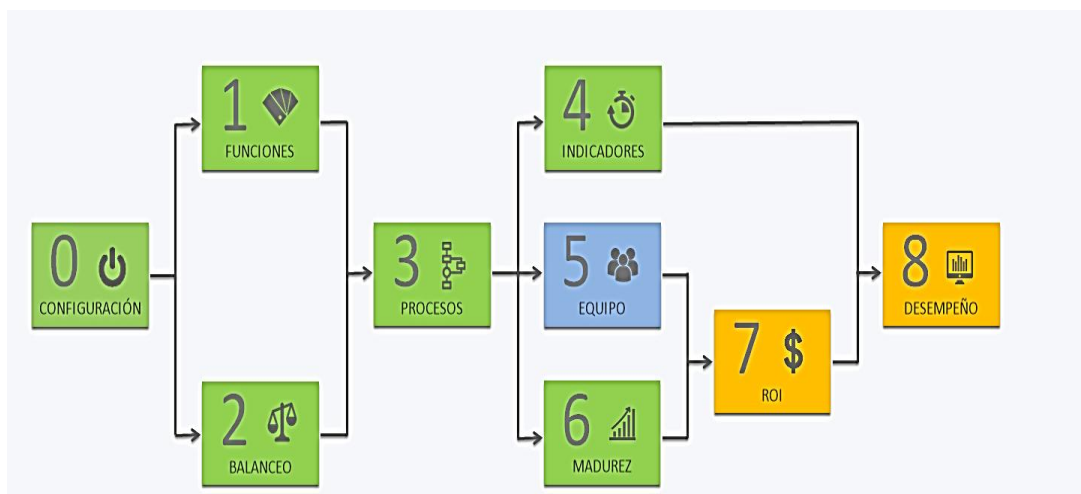 0
CONFIGURACIÓN
1
FUNCIONES
2
BALANCEO
3
PROCESOS
4
INDICADORES
5
EQUIPO
6
MADUREZ
7 $
ROI
8
DESEMPEÑO